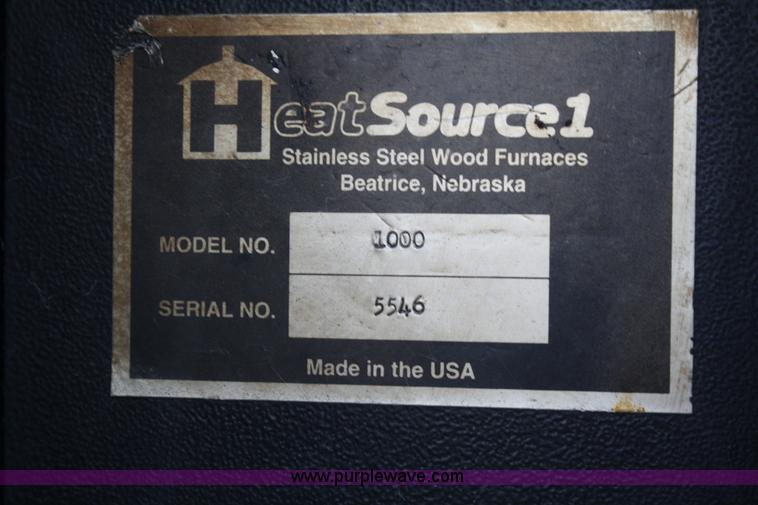 HeatSource1
Stainless Steel Wood Furnaces
Beatrice, Nebraska
MODEL NO. 1000
SERIAL NO. 5546
Made in the USA
www.purplewave.com